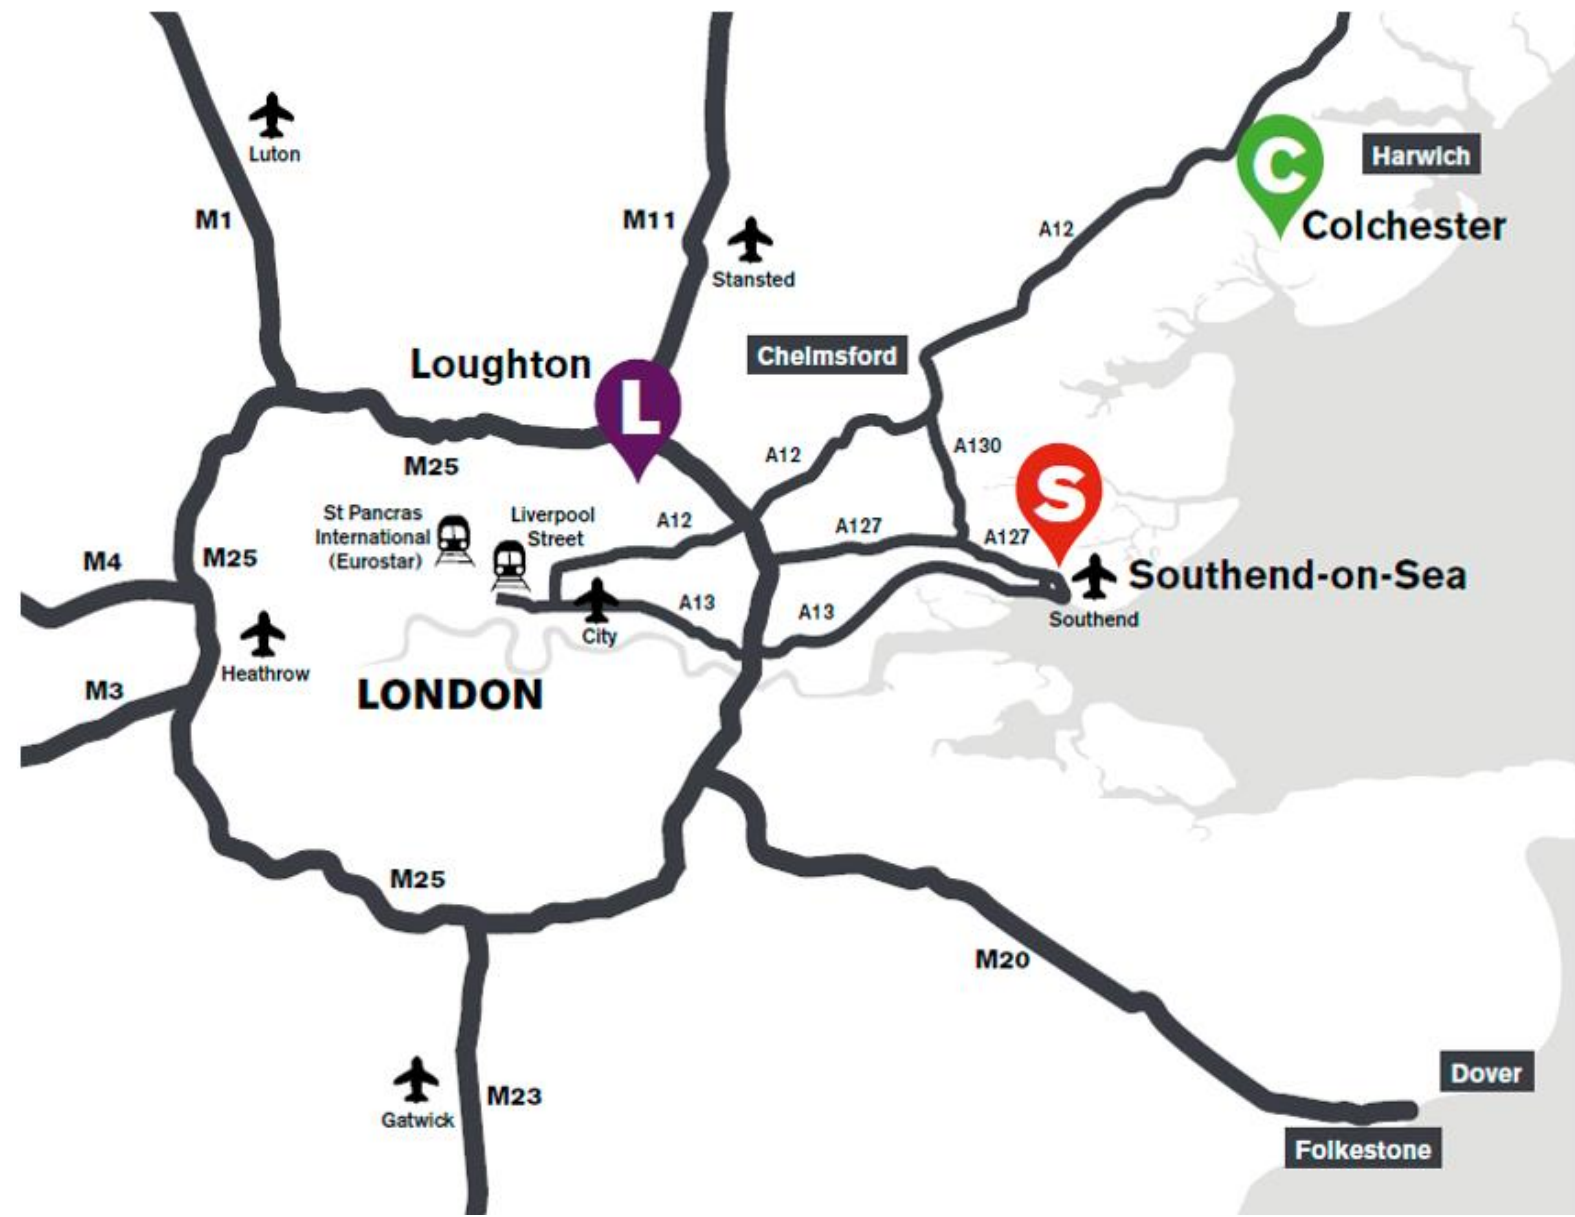 Luton
M1
M11
Stansted
C
Harwich
Colchester
A12
Chelmsford
Loughton
L
M25
A12
A130
S
St Pancras
International
(Eurostar)
Liverpool
Street
A12
A127
A127
M4
M25
Southend-on-Sea
Southend
A13
A13
City
Heathrow
M3
LONDON
M25
M20
M23
Gatwick
Dover
Folkestone